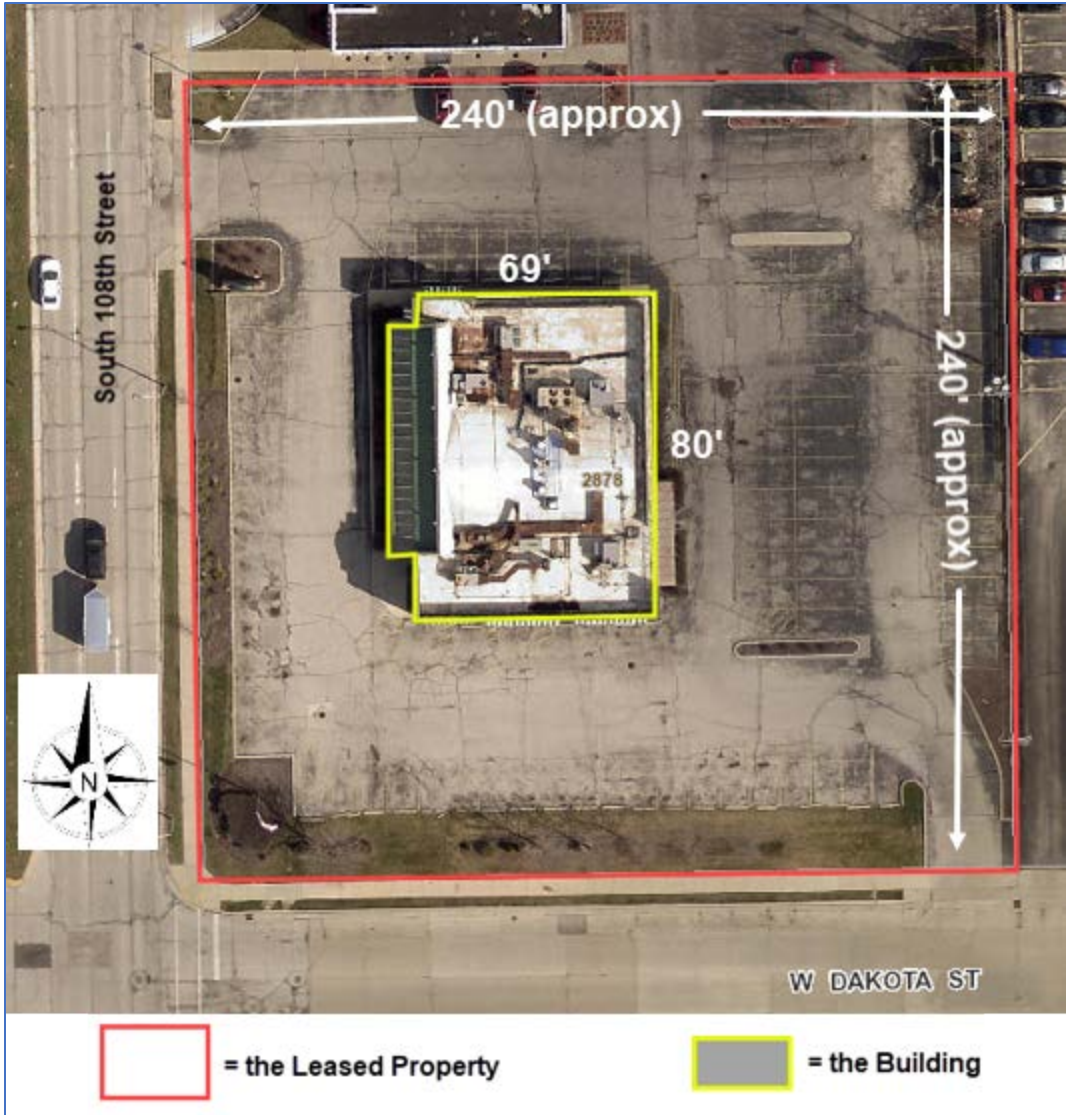 240' (approx)
South 108th Street
69'
240' (approx)
80'
2878
N
W DAKOTA ST
= the Leased Property
= the Building